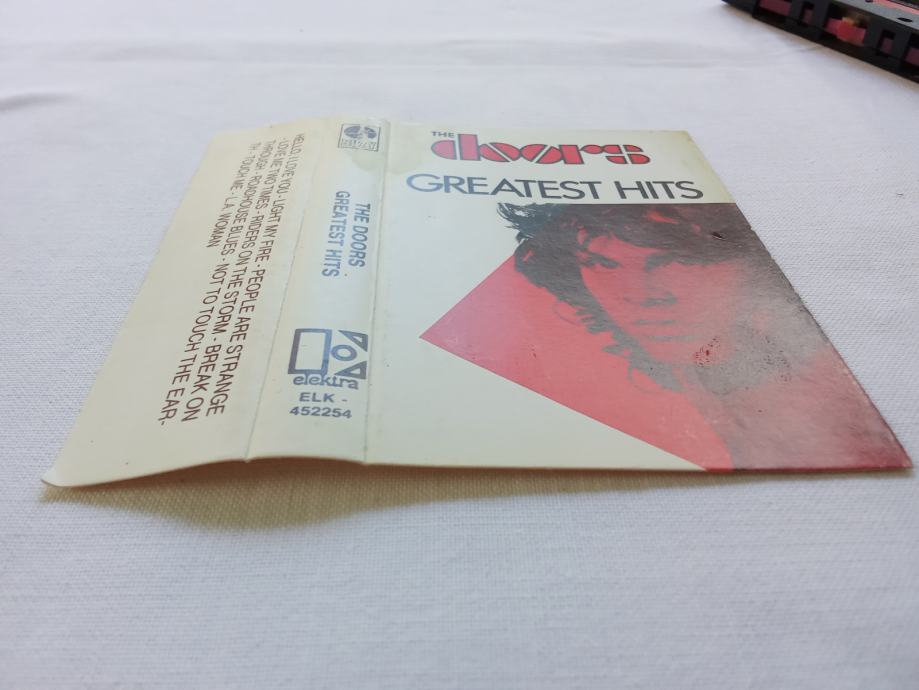 THE
doors
GREATEST HITS
THE DOORS
GREATEST HITS
elektra
ELK -
452254
HELLO, I LOVE YOU - LIGHT MY FIRE - PEOPLE ARE STRANGE
- LOVE ME TWO TIMES - RIDERS ON THE STORM - BREAK ON
THROUGH - ROADHOUSE BLUES - NOT TO TOUCH THE EAR-
TH - TOUCH ME - L.A. WOMAN